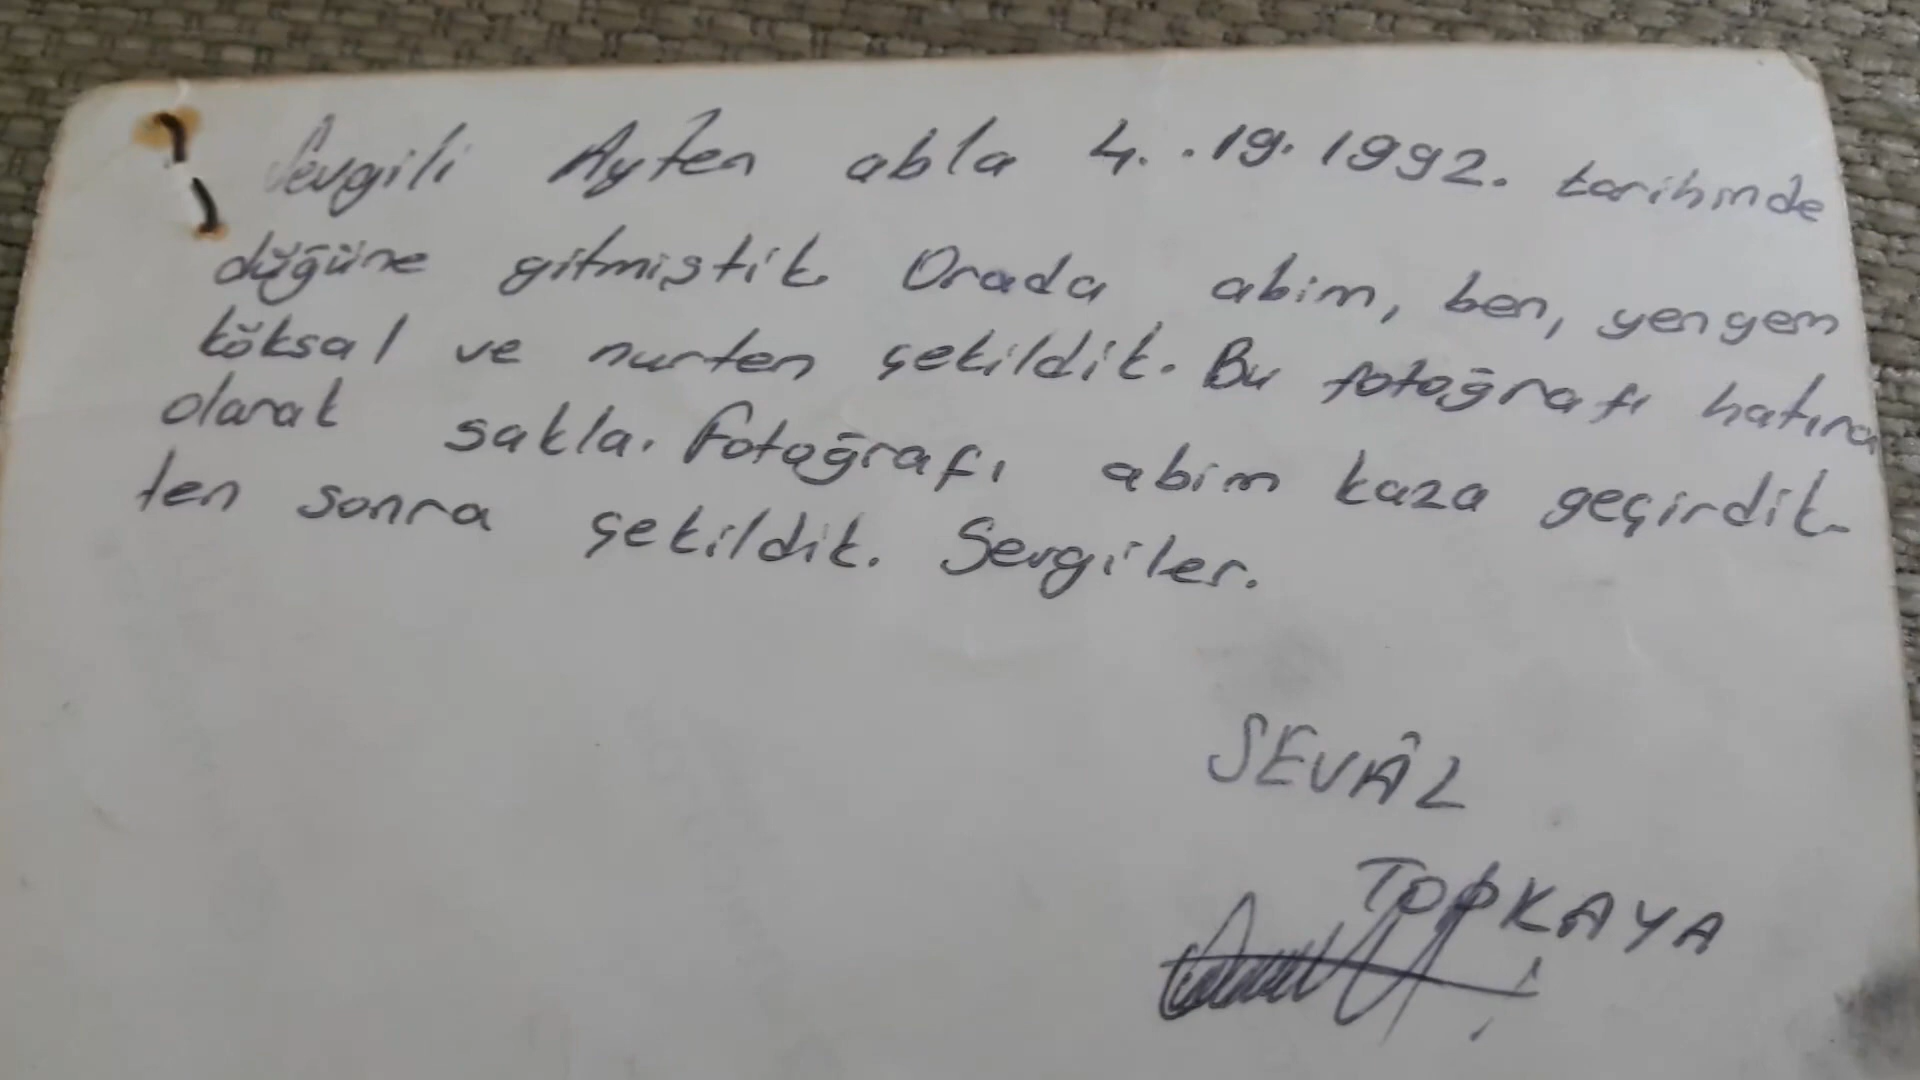 Sevgili Ayten abla 4. .19.1992. tarihinde
düğüne gitmiştik. Orada abim, ben, yengem
köksal ve nurten çekildik. Bu fotoğrafı hatıra
olarak sakla. Fotoğrafı abim kaza geçirdik-
ten sonra çekildik. Sevgiler.
SEVÂL
TOPKAYA